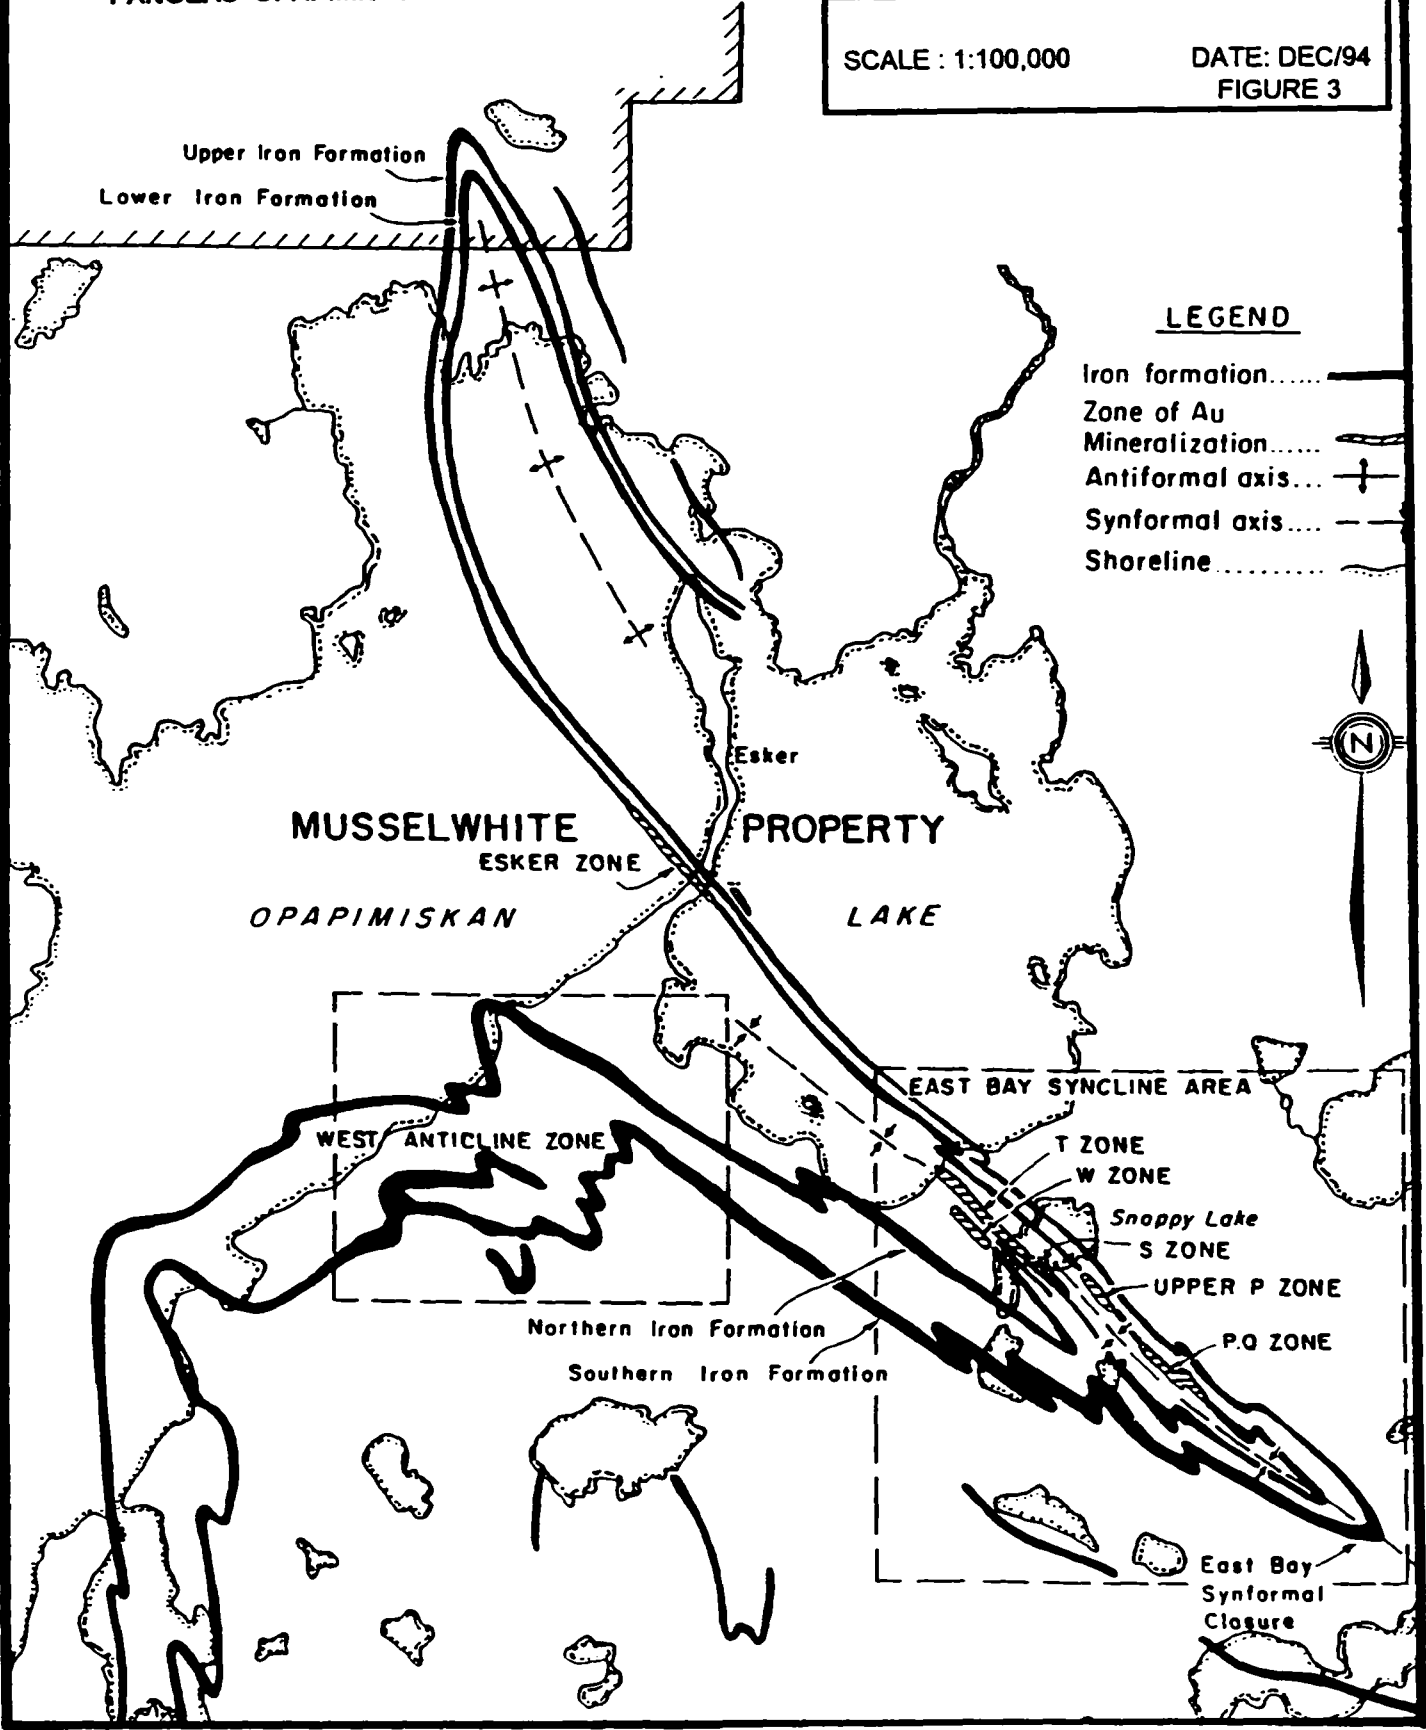 SCALE : 1:100,000
DATE: DEC/94
FIGURE 3
Upper Iron Formation
Lower Iron Formation
LEGEND
Iron formation......
Zone of Au
Mineralization......
Antiformal axis...
Synformal axis....
Shoreline..........
N
Esker
MUSSELWHITE PROPERTY
ESKER ZONE
OPAPIMISKAN LAKE
EAST BAY SYNCLINE AREA
WEST ANTICLINE ZONE
T ZONE
W ZONE
Snoppy Lake
S ZONE
UPPER P ZONE
Northern Iron Formation
P.Q ZONE
Southern Iron Formation
East Bay
Synformal
Closure